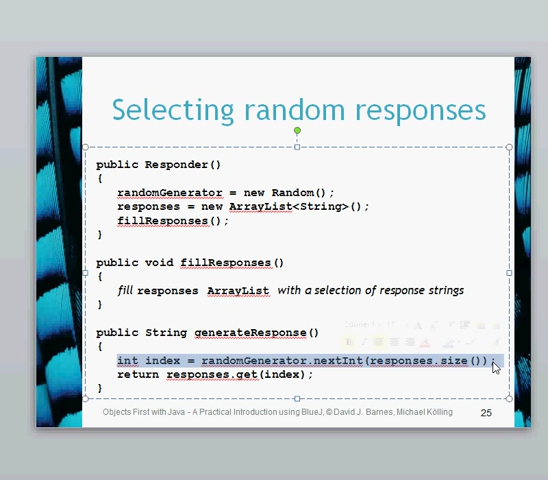 Selecting random responses
public Responder()
{
randomGenerator = new Random();
responses = new ArrayList<String>();
fillResponses();
}
public void fillResponses()
{
fill responses ArrayList with a selection of response strings
}
public String generateResponse()
{
int index = randomGenerator.nextInt(responses.size());
return responses.get(index);
}
Objects First with Java - A Practical Introduction using BlueJ, © David J. Barnes, Michael Kölling
25